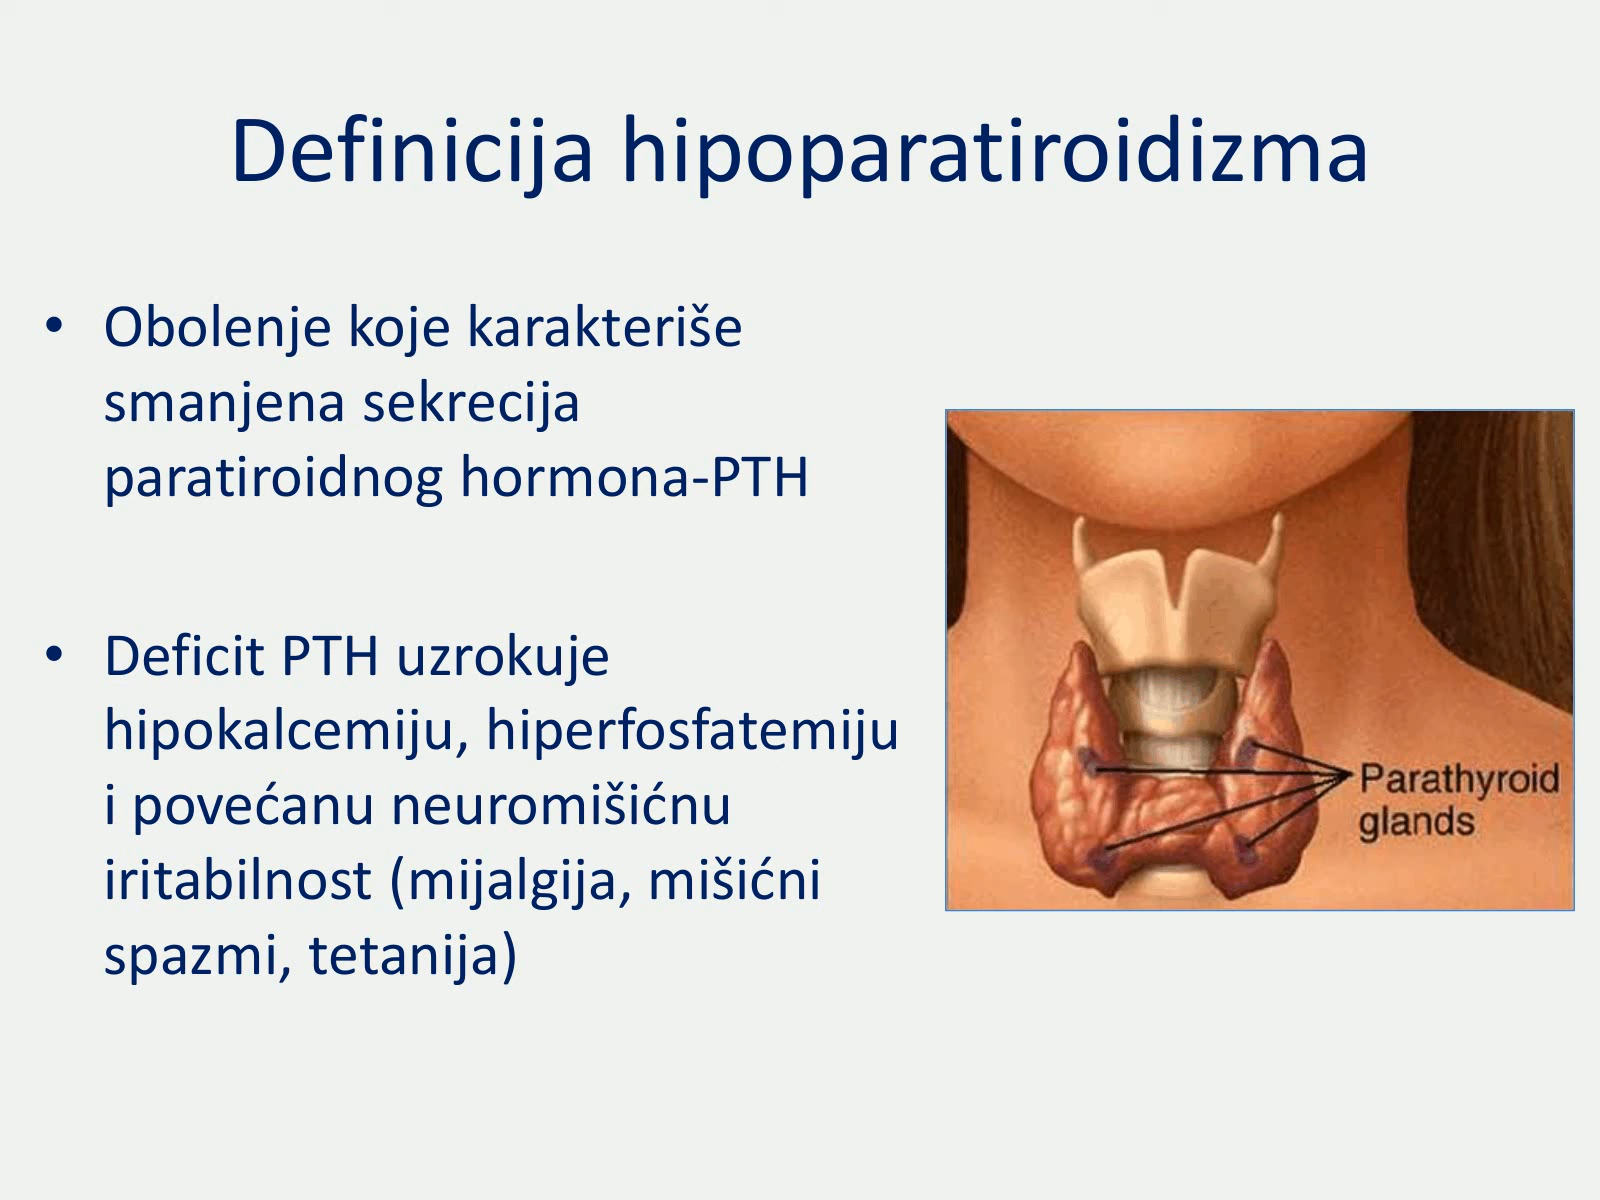 Definicija hipoparatiroidizma
• Obolenje koje karakteriše
smanjena sekrecija
paratiroidnog hormona-PTH
• Deficit PTH uzrokuje
hipokalcemiju, hiperfosfatemiju
i povećanu neuromišićnu
iritabilnost (mijalgija, mišićni
spazmi, tetanija)
Parathyroid
glands